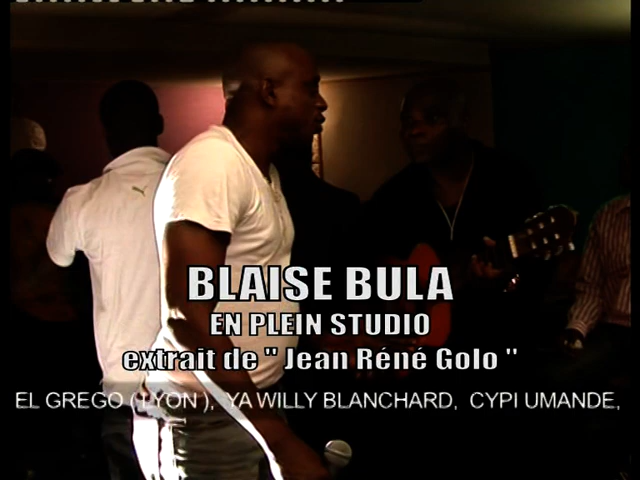 BLAISE BULA
EN PLEIN STUDIO
extrait de " Jean Réné Golo "
EL GREGO ( LYON ),  YA WILLY BLANCHARD,  CYPI UMANDE,